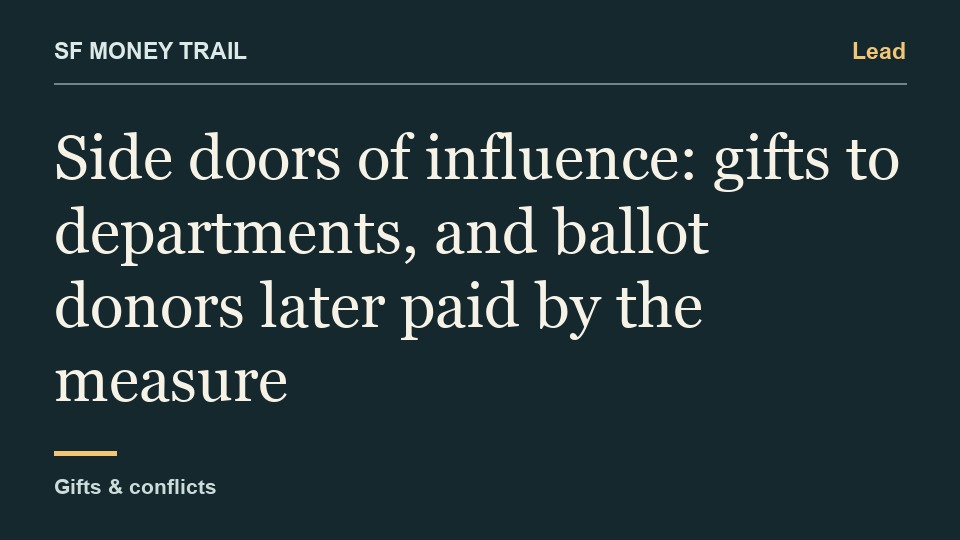 SF MONEY TRAIL
Lead
Side doors of influence: gifts to
departments, and ballot
donors later paid by the
measure
Gifts & conflicts